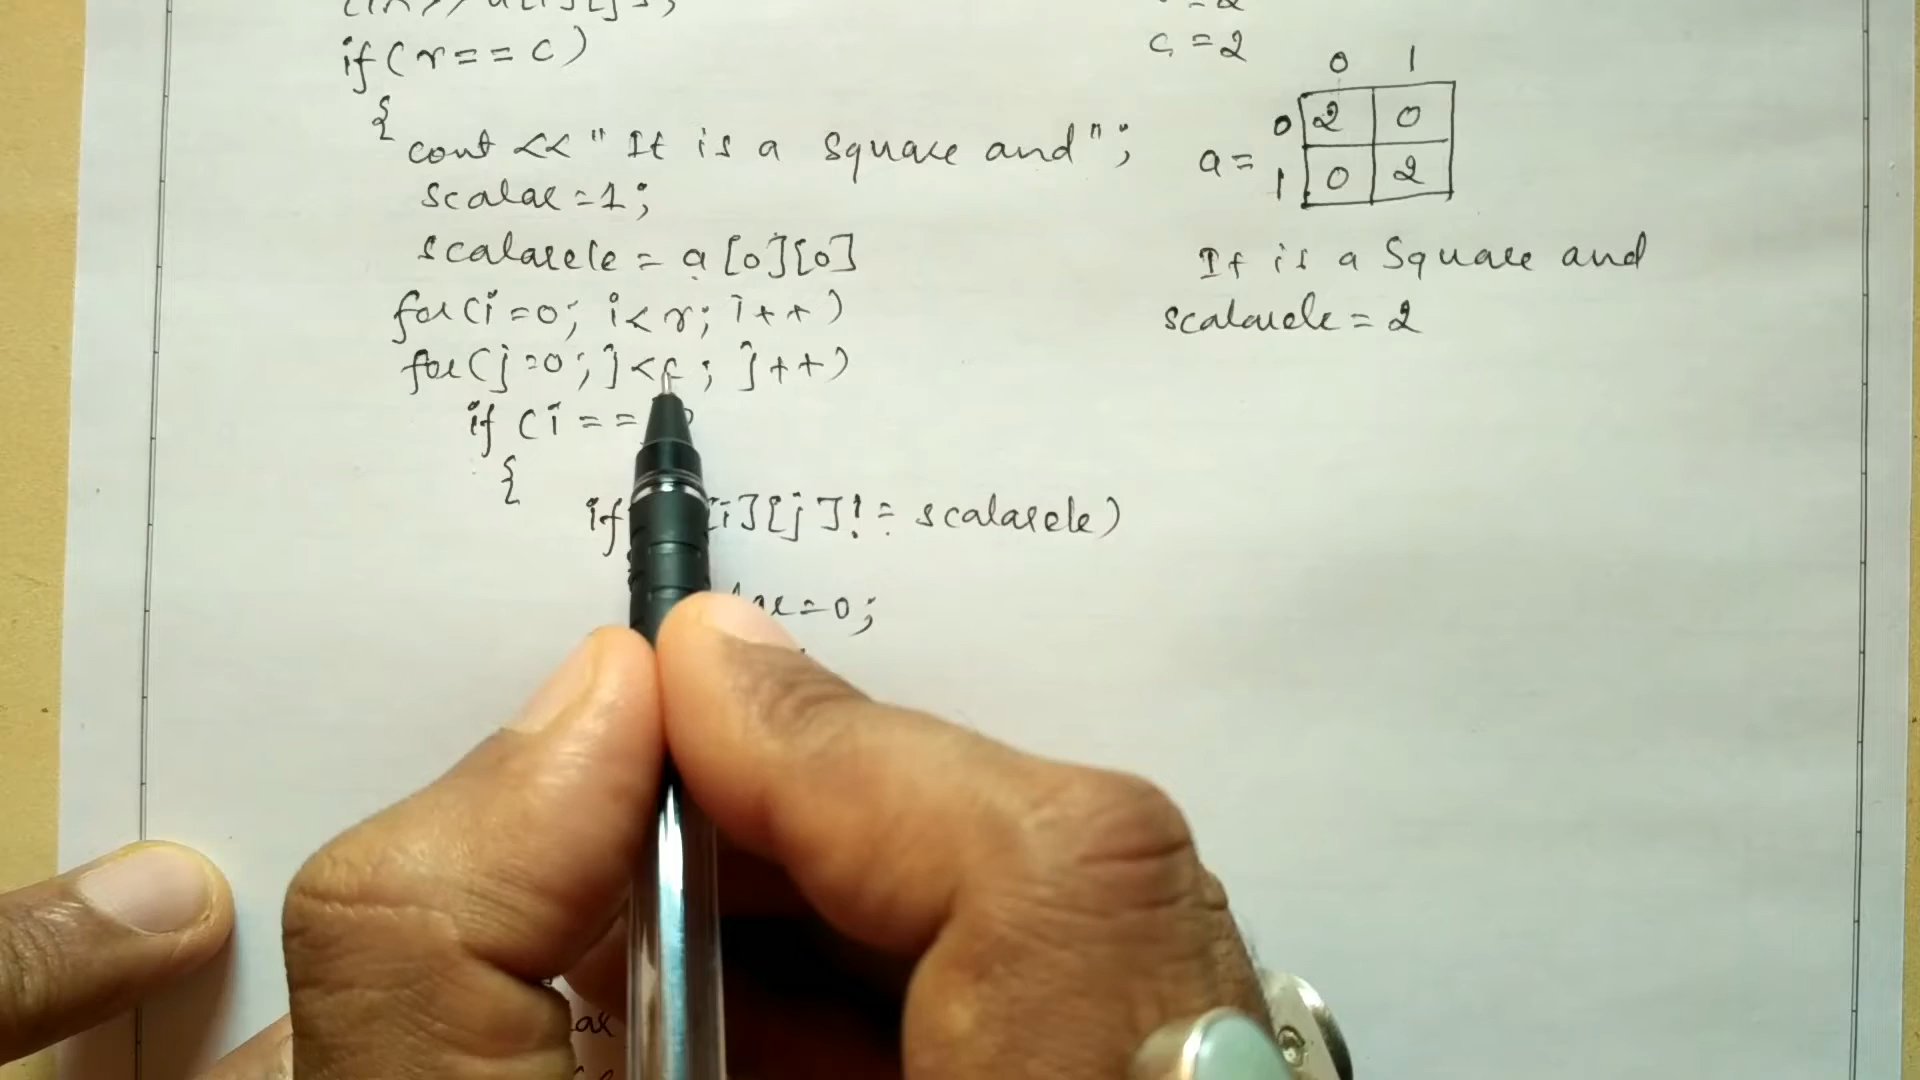 if(r==c)
{
cout <<"It is a square and";
scalar=1;
scalarele = a[0][0]
for(i=0; i<r; i++)
for(j=0; j<c; j++)
if (i==
{
if [i][j]!= scalarele)
=0;
c=2
0 1
0 2 0
a=
1 0 2
It is a Square and
scalarele = 2